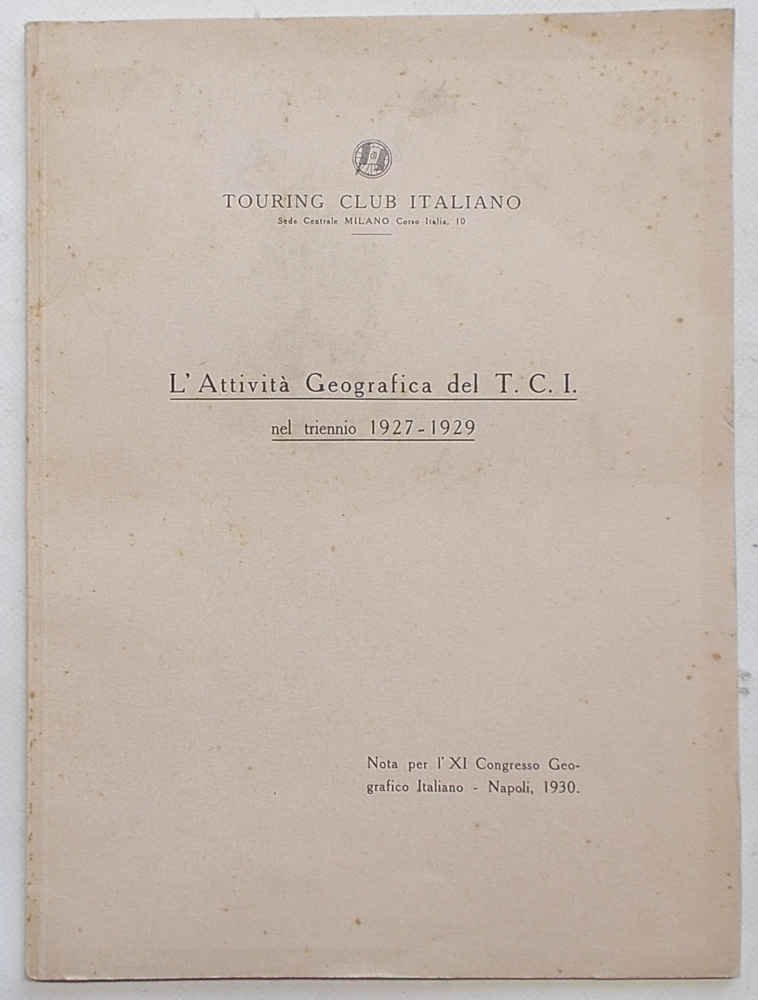 TOURING CLUB ITALIANO
Sede Centrale MILANO Corso Italia, 10
L'Attività Geografica del T. C. I.
nel triennio 1927-1929
Nota per l'XI Congresso Geo-
grafico Italiano - Napoli, 1930.